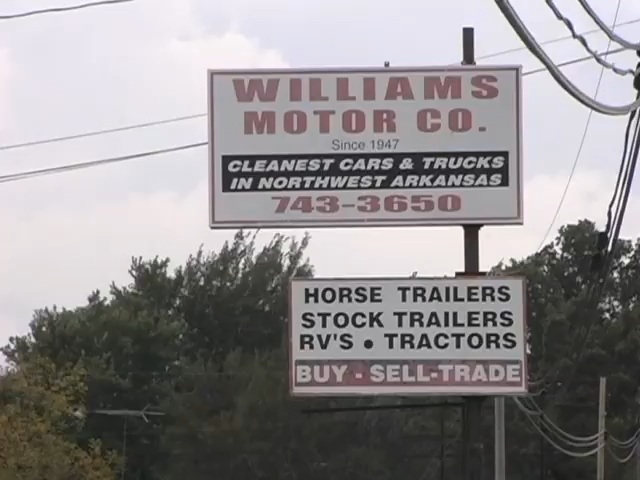 WILLIAMS
MOTOR CO.
Since 1947
CLEANEST CARS & TRUCKS
IN NORTHWEST ARKANSAS
743-3650
HORSE TRAILERS
STOCK TRAILERS
RV'S • TRACTORS
BUY - SELL-TRADE